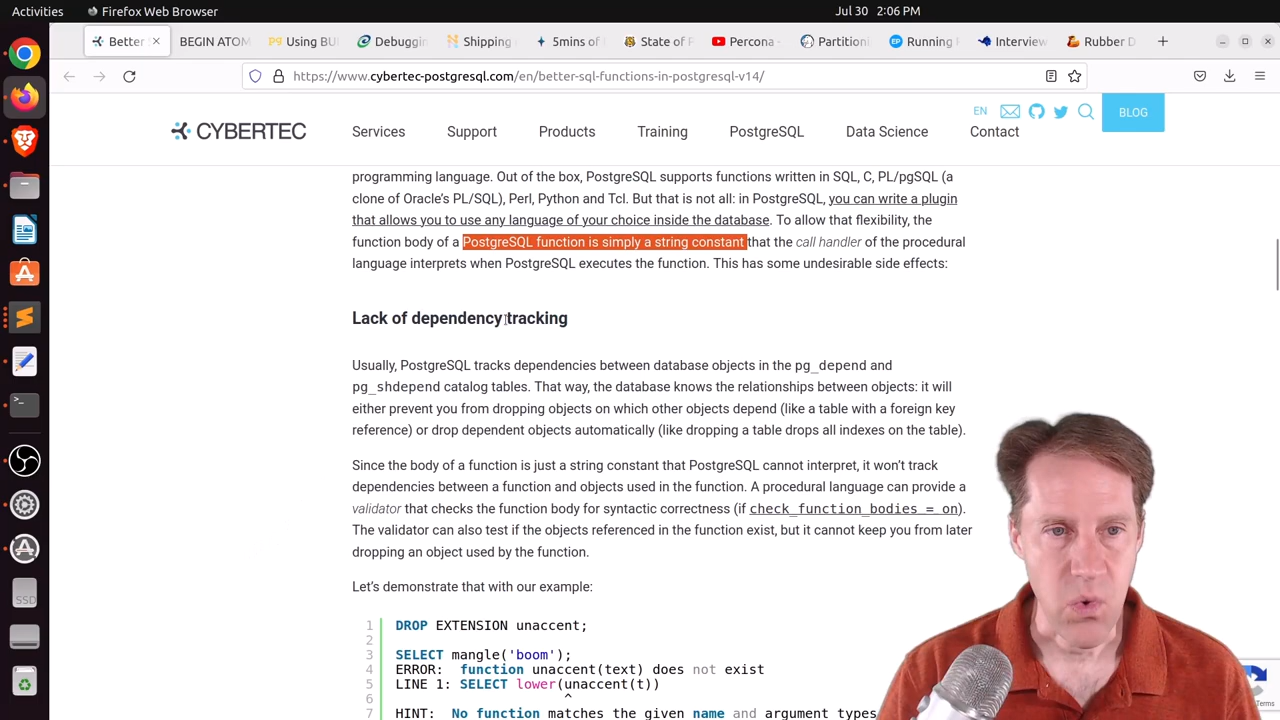 Activities
Firefox Web Browser
Jul 30 2:06 PM
Better
BEGIN ATOM
Using BU
Debuggin
Shipping
5mins of
State of P
Percona -
Partition
Running
Interview
Rubber D
https://www.cybertec-postgresql.com/en/better-sql-functions-in-postgresql-v14/
CYBERTEC
EN
BLOG
Services
Support
Products
Training
PostgreSQL
Data Science
Contact
programming language. Out of the box, PostgreSQL supports functions written in SQL, C, PL/pgSQL (a
clone of Oracle's PL/SQL), Perl, Python and Tcl. But that is not all: in PostgreSQL, you can write a plugin
that allows you to use any language of your choice inside the database. To allow that flexibility, the
function body of a PostgreSQL function is simply a string constant that the call handler of the procedural
language interprets when PostgreSQL executes the function. This has some undesirable side effects:
Lack of dependency tracking
Usually, PostgreSQL tracks dependencies between database objects in the pg_depend and
pg_shdepend catalog tables. That way, the database knows the relationships between objects: it will
either prevent you from dropping objects on which other objects depend (like a table with a foreign key
reference) or drop dependent objects automatically (like dropping a table drops all indexes on the table).
Since the body of a function is just a string constant that PostgreSQL cannot interpret, it won't track
dependencies between a function and objects used in the function. A procedural language can provide a
validator that checks the function body for syntactic correctness (if check_function_bodies = on).
The validator can also test if the objects referenced in the function exist, but it cannot keep you from later
dropping an object used by the function.
Let's demonstrate that with our example:
1 DROP EXTENSION unaccent;
2
3 SELECT mangle('boom');
4 ERROR: function unaccent(text) does not exist
5 LINE 1: SELECT lower(unaccent(t))
6 ^
7 HINT: No function matches the given name and argument types
SSD
Terms